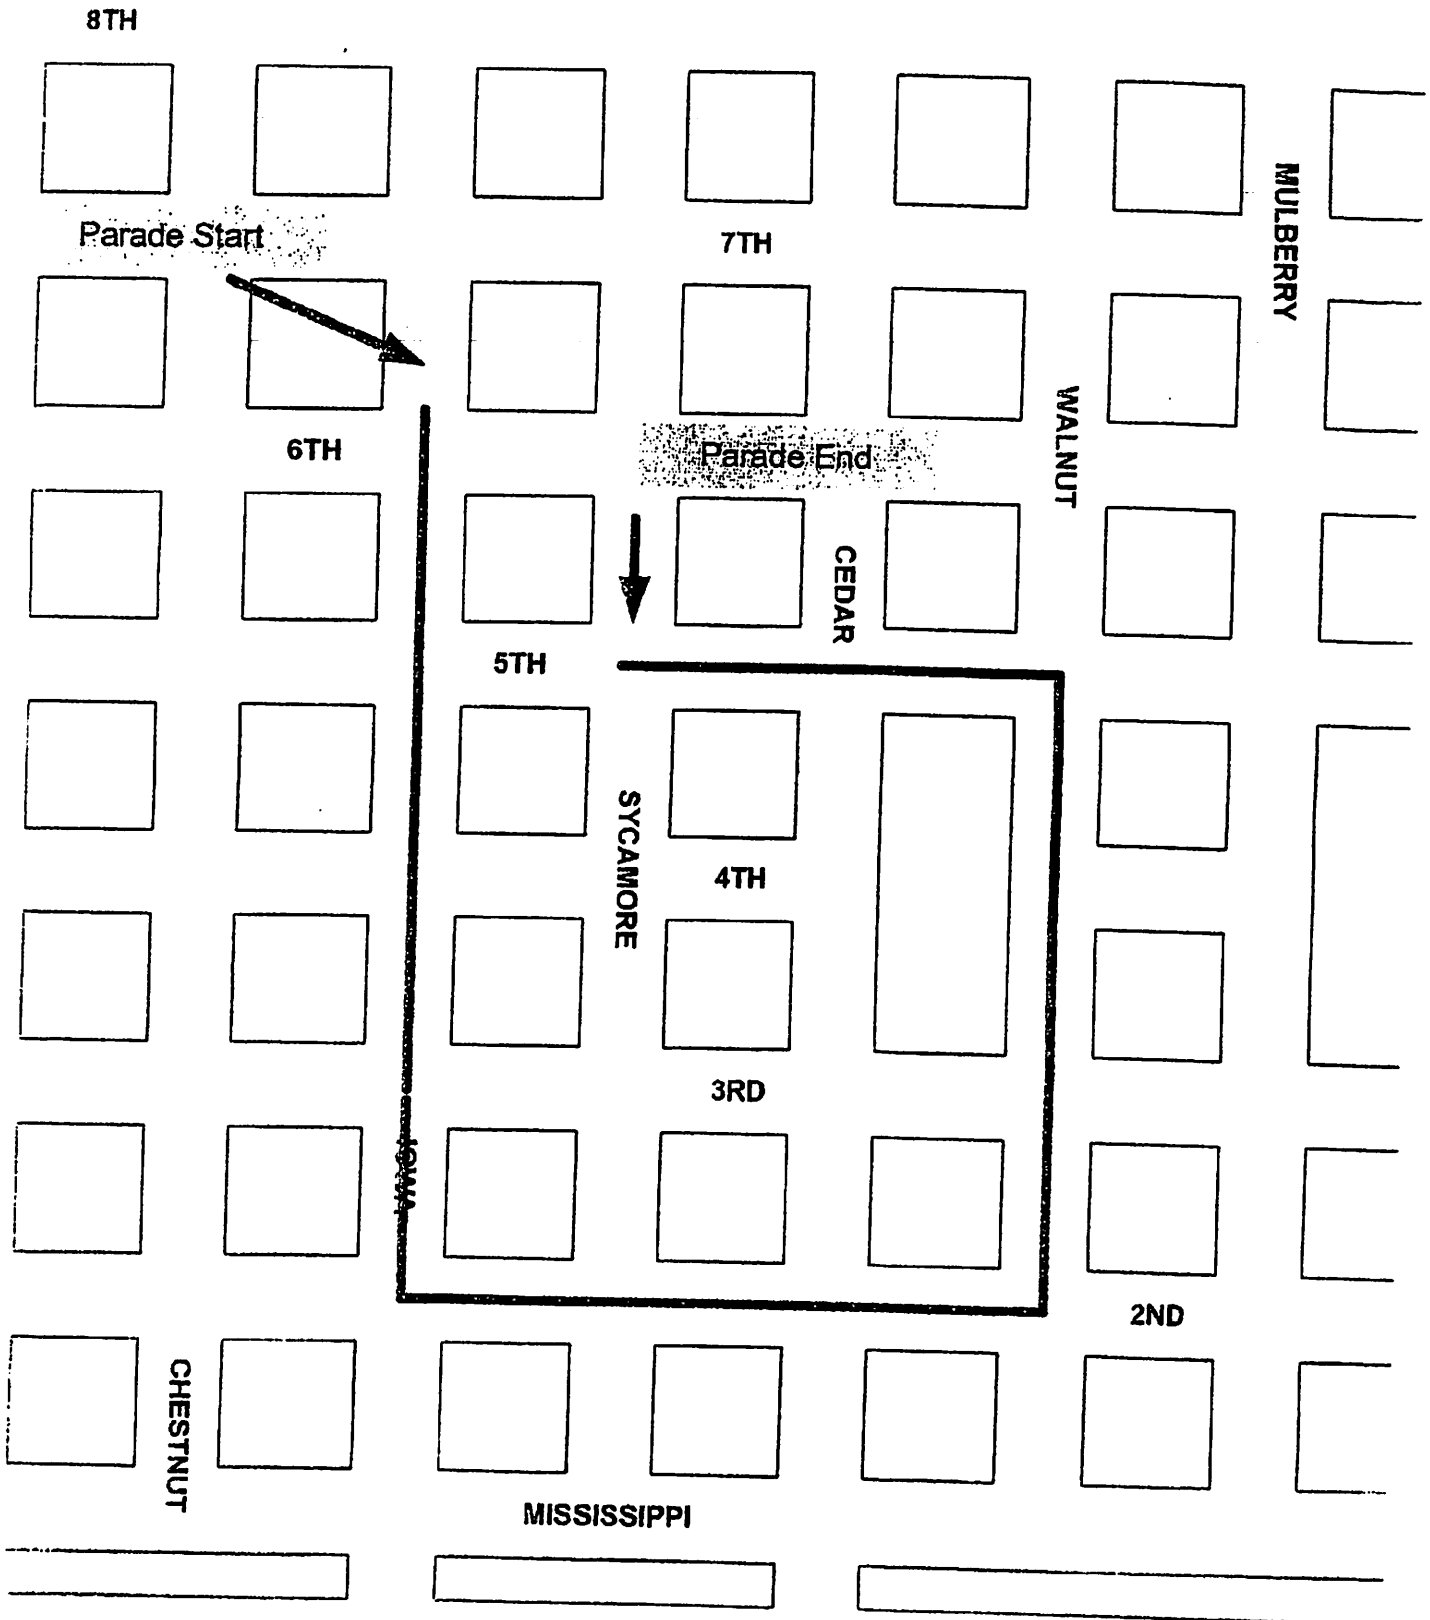 8TH
MULBERRY
Parade Start
7TH
WALNUT
6TH
Parade End
CEDAR
5TH
SYCAMORE
4TH
3RD
IOWA
2ND
CHESTNUT
MISSISSIPPI